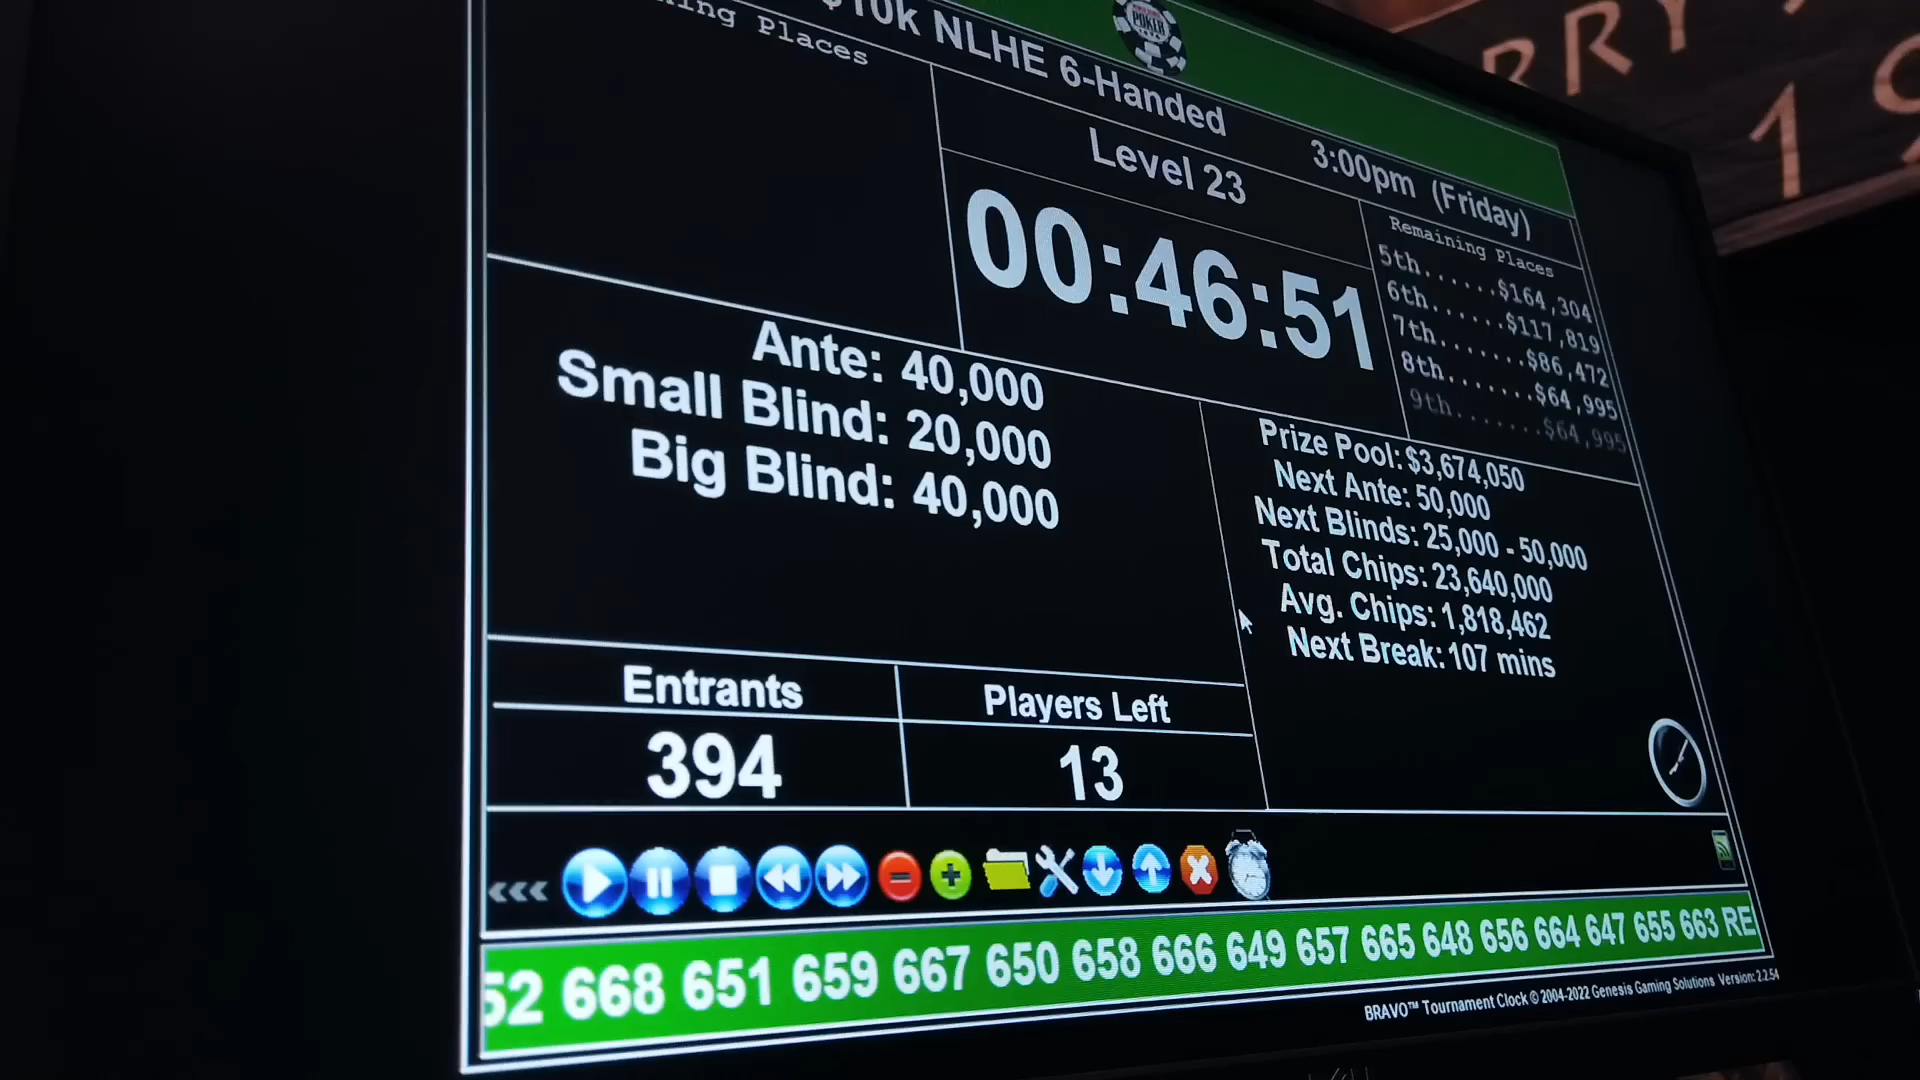 $10k NLHE 6-Handed
3:00pm (Friday)
Places
POKER
Level 23
00:46:51
Remaining Places
5th......$164,304
6th......$117,819
7th.......$86,472
8th.......$64,995
9th.......$64,995
Ante: 40,000
Small Blind: 20,000
Big Blind: 40,000
Prize Pool: $3,674,050
Next Ante: 50,000
Next Blinds: 25,000 - 50,000
Total Chips: 23,640,000
Avg. Chips: 1,818,462
Next Break: 107 mins
Entrants
394
Players Left
13
52 668 651 659 667 650 658 666 649 657 665 648 656 664 647 655 663 RE
BRAVO™ Tournament Clock © 2004-2022 Genesis Gaming Solutions Version: 2.2.54
RRY
19